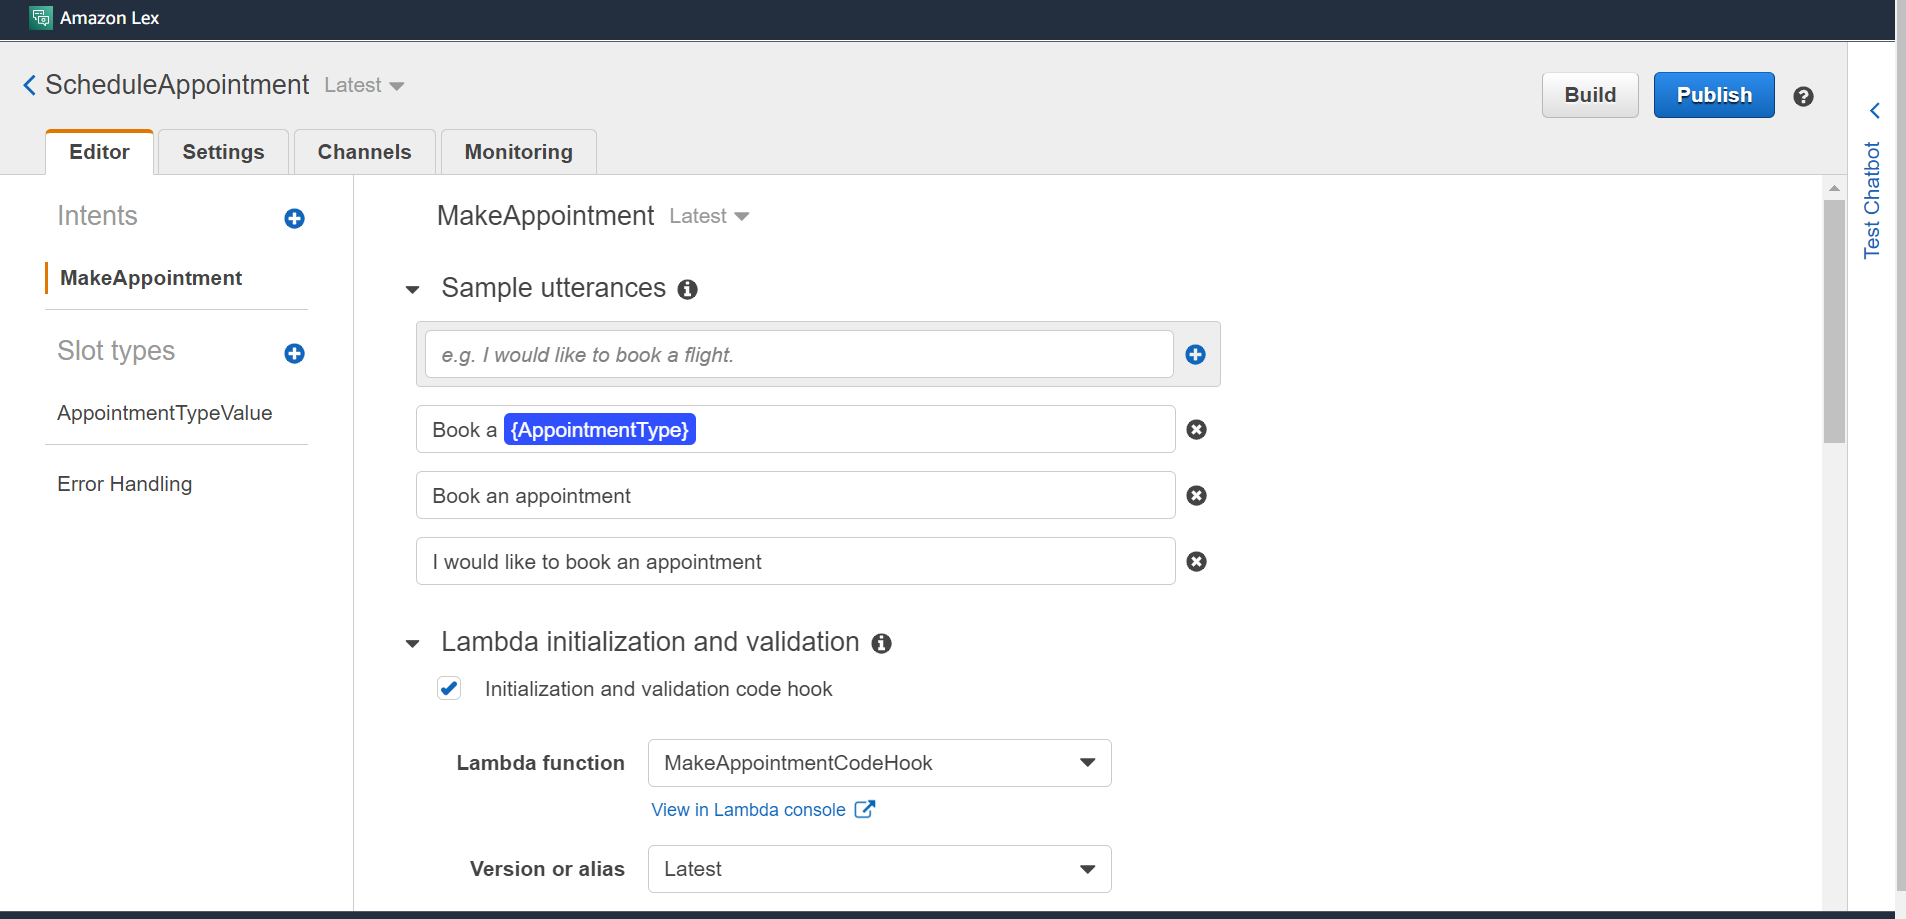 Amazon Lex
ScheduleAppointment Latest
Build Publish
Editor Settings Channels Monitoring
Test Chatbot
Intents
MakeAppointment
Slot types
AppointmentTypeValue
Error Handling
MakeAppointment Latest
Sample utterances
e.g. I would like to book a flight.
Book a {AppointmentType}
Book an appointment
I would like to book an appointment
Lambda initialization and validation
Initialization and validation code hook
Lambda function MakeAppointmentCodeHook
View in Lambda console
Version or alias Latest